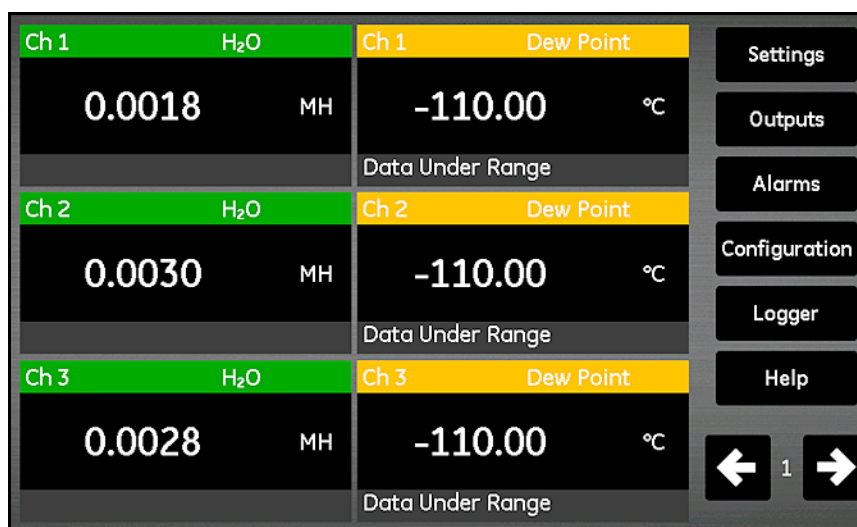 Ch 1 H₂O Ch 1 Dew Point
0.0018 MH -110.00 °C
Data Under Range
Ch 2 H₂O Ch 2 Dew Point
0.0030 MH -110.00 °C
Data Under Range
Ch 3 H₂O Ch 3 Dew Point
0.0028 MH -110.00 °C
Data Under Range
Settings
Outputs
Alarms
Configuration
Logger
Help
1